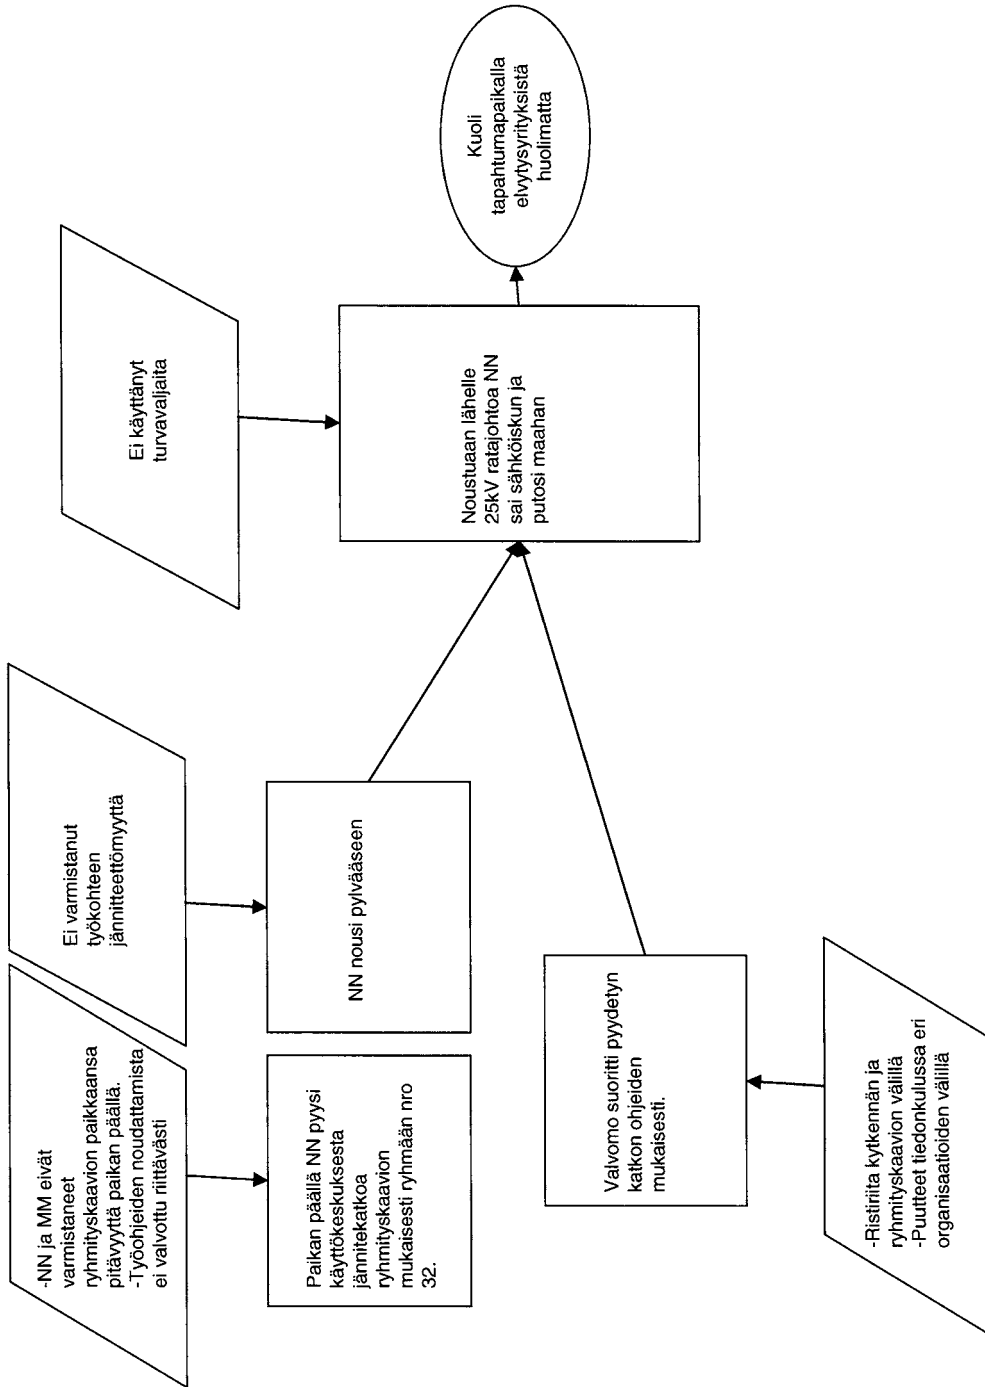 -NN ja MM eivät
varmistaneet
ryhmityskaavion paikkaansa
pitävyyttä paikan päällä.
-Työohjeiden noudattamista
ei valvottu riittävästi
Ei varmistanut
työkohteen
jännitteettömyyttä
Ei käyttänyt
turvavaljaita
Paikan päällä NN pyysi
käyttökeskuksesta
jännitekatkoa
ryhmityskaavion
mukaisesti ryhmään nro
32.
NN nousi pylvääseen
Noustuaan lähelle
25kV ratajohtoa NN
sai sähköiskun ja
putosi maahan
Kuoli
tapahtumapaikalla
elvytysyrityksistä
huolimatta
Valvomo suoritti pyydetyn
katkon ohjeiden
mukaisesti.
-Ristiriita kytkennän ja
ryhmityskaavion välillä
-Puutteet tiedonkulussa eri
organisaatioiden välillä